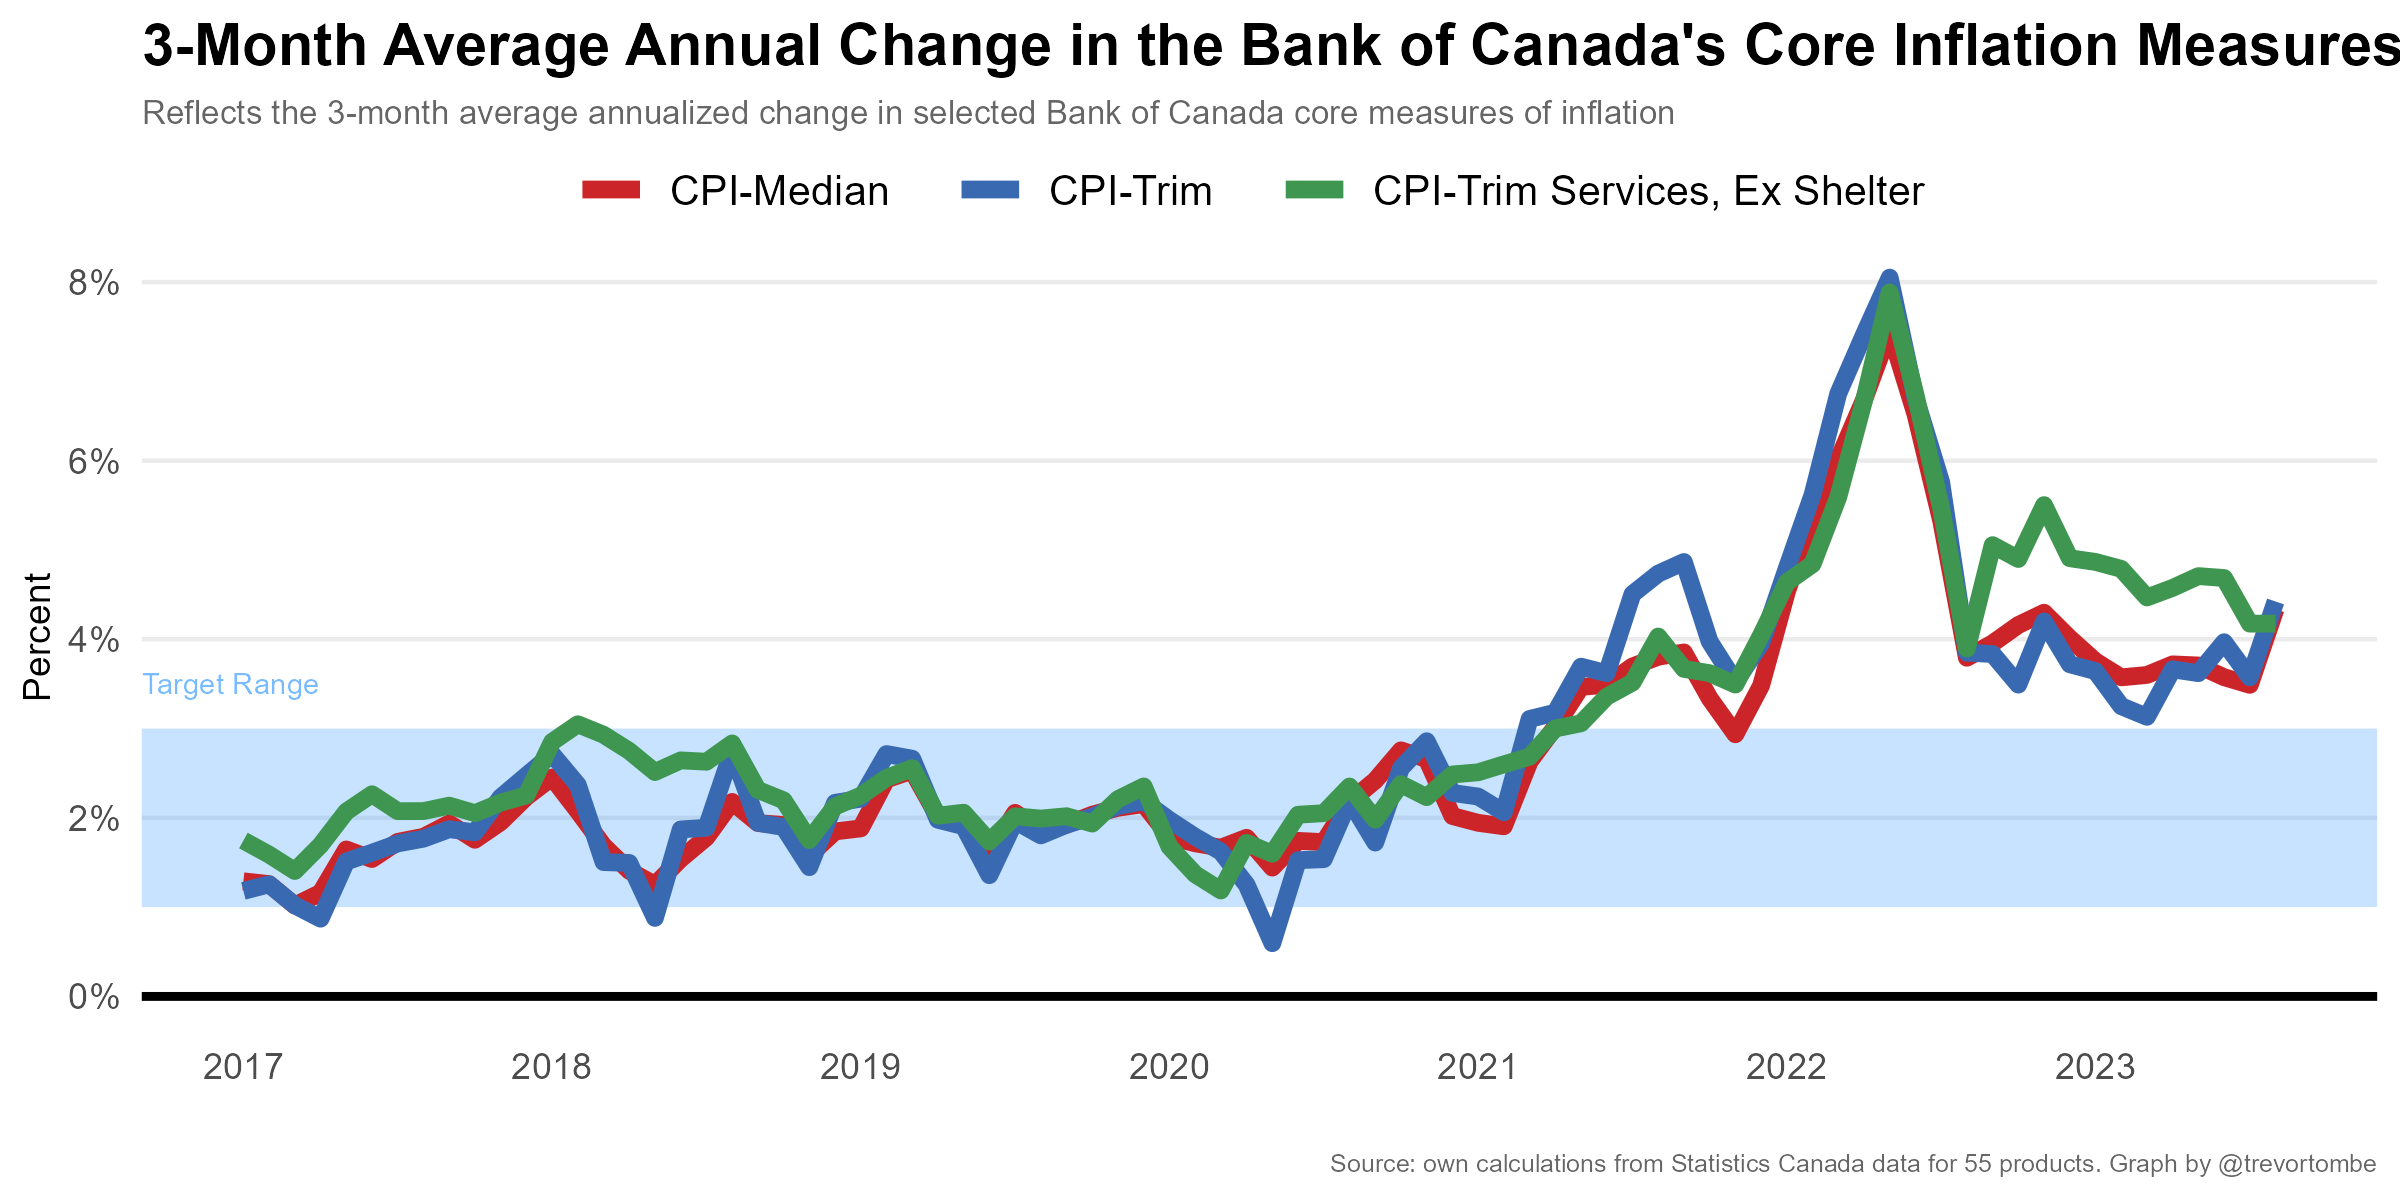 3-Month Average Annual Change in the Bank of Canada's Core Inflation Measures
Reflects the 3-month average annualized change in selected Bank of Canada core measures of inflation
CPI-Median CPI-Trim CPI-Trim Services, Ex Shelter
8%
6%
4%
2%
0%
Percent
Target Range
2017 2018 2019 2020 2021 2022 2023
Source: own calculations from Statistics Canada data for 55 products. Graph by @trevortombe